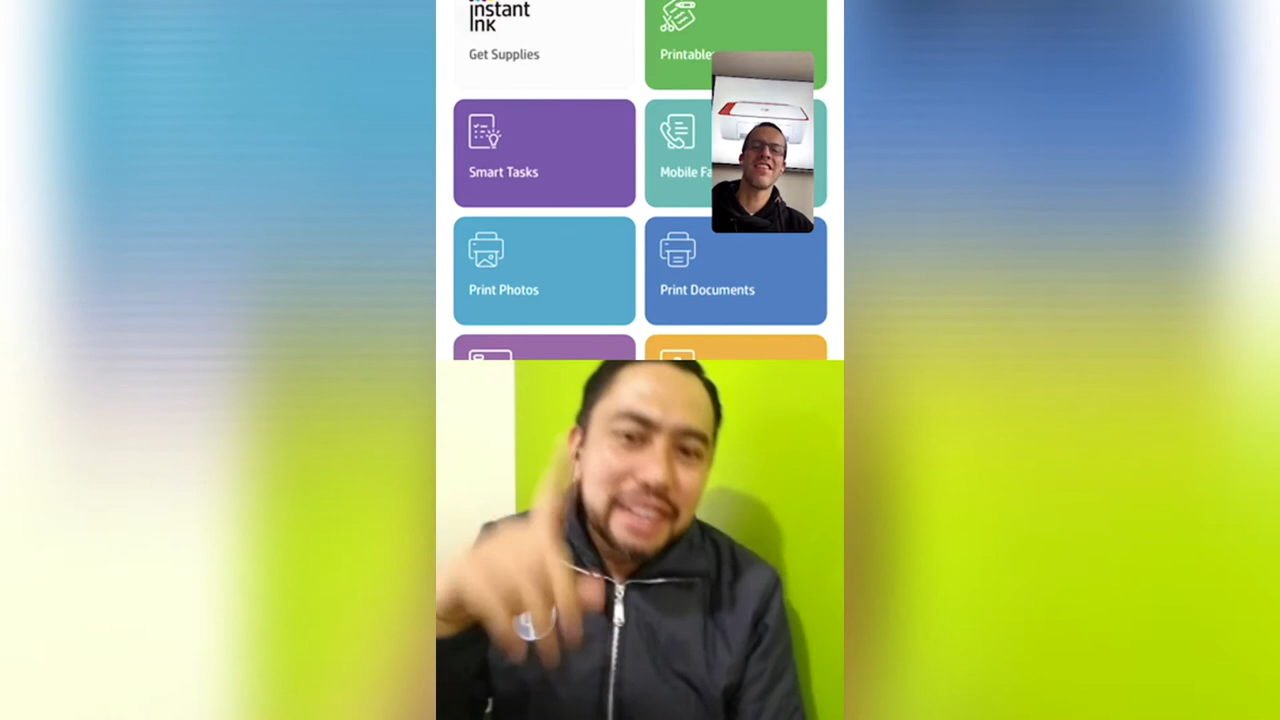 Instant
Ink
Get Supplies
Printable
Smart Tasks
Mobile Fa
Print Photos
Print Documents